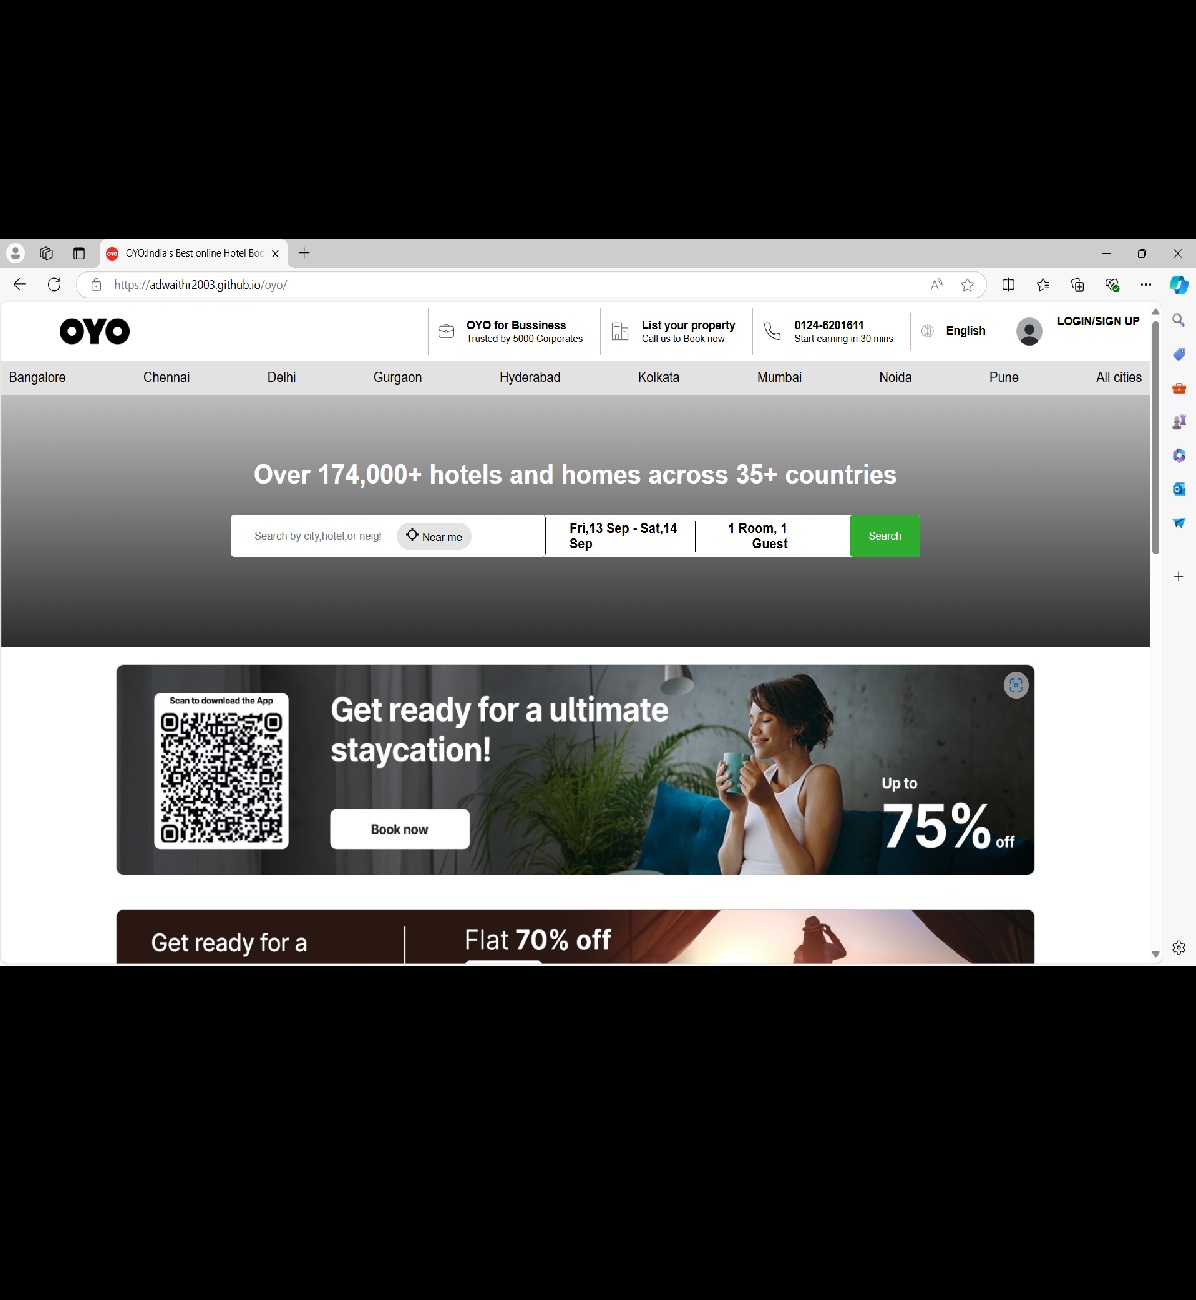 OYO:India's Best online Hotel Boo
https://adwaithr2003.github.io/oyo/
OYO
OYO for Bussiness
Trusted by 5000 Corporates
List your property
Call us to Book now
0124-6201611
Start earning in 30 mins
English
LOGIN/SIGN UP
Bangalore
Chennai
Delhi
Gurgaon
Hyderabad
Kolkata
Mumbai
Noida
Pune
All cities
Over 174,000+ hotels and homes across 35+ countries
Search by city,hotel,or neigh
Near me
Fri,13 Sep - Sat,14
Sep
1 Room, 1
Guest
Search
Scan to download the App
Get ready for a ultimate
staycation!
Book now
Up to
75% off
Get ready for a
Flat 70% off